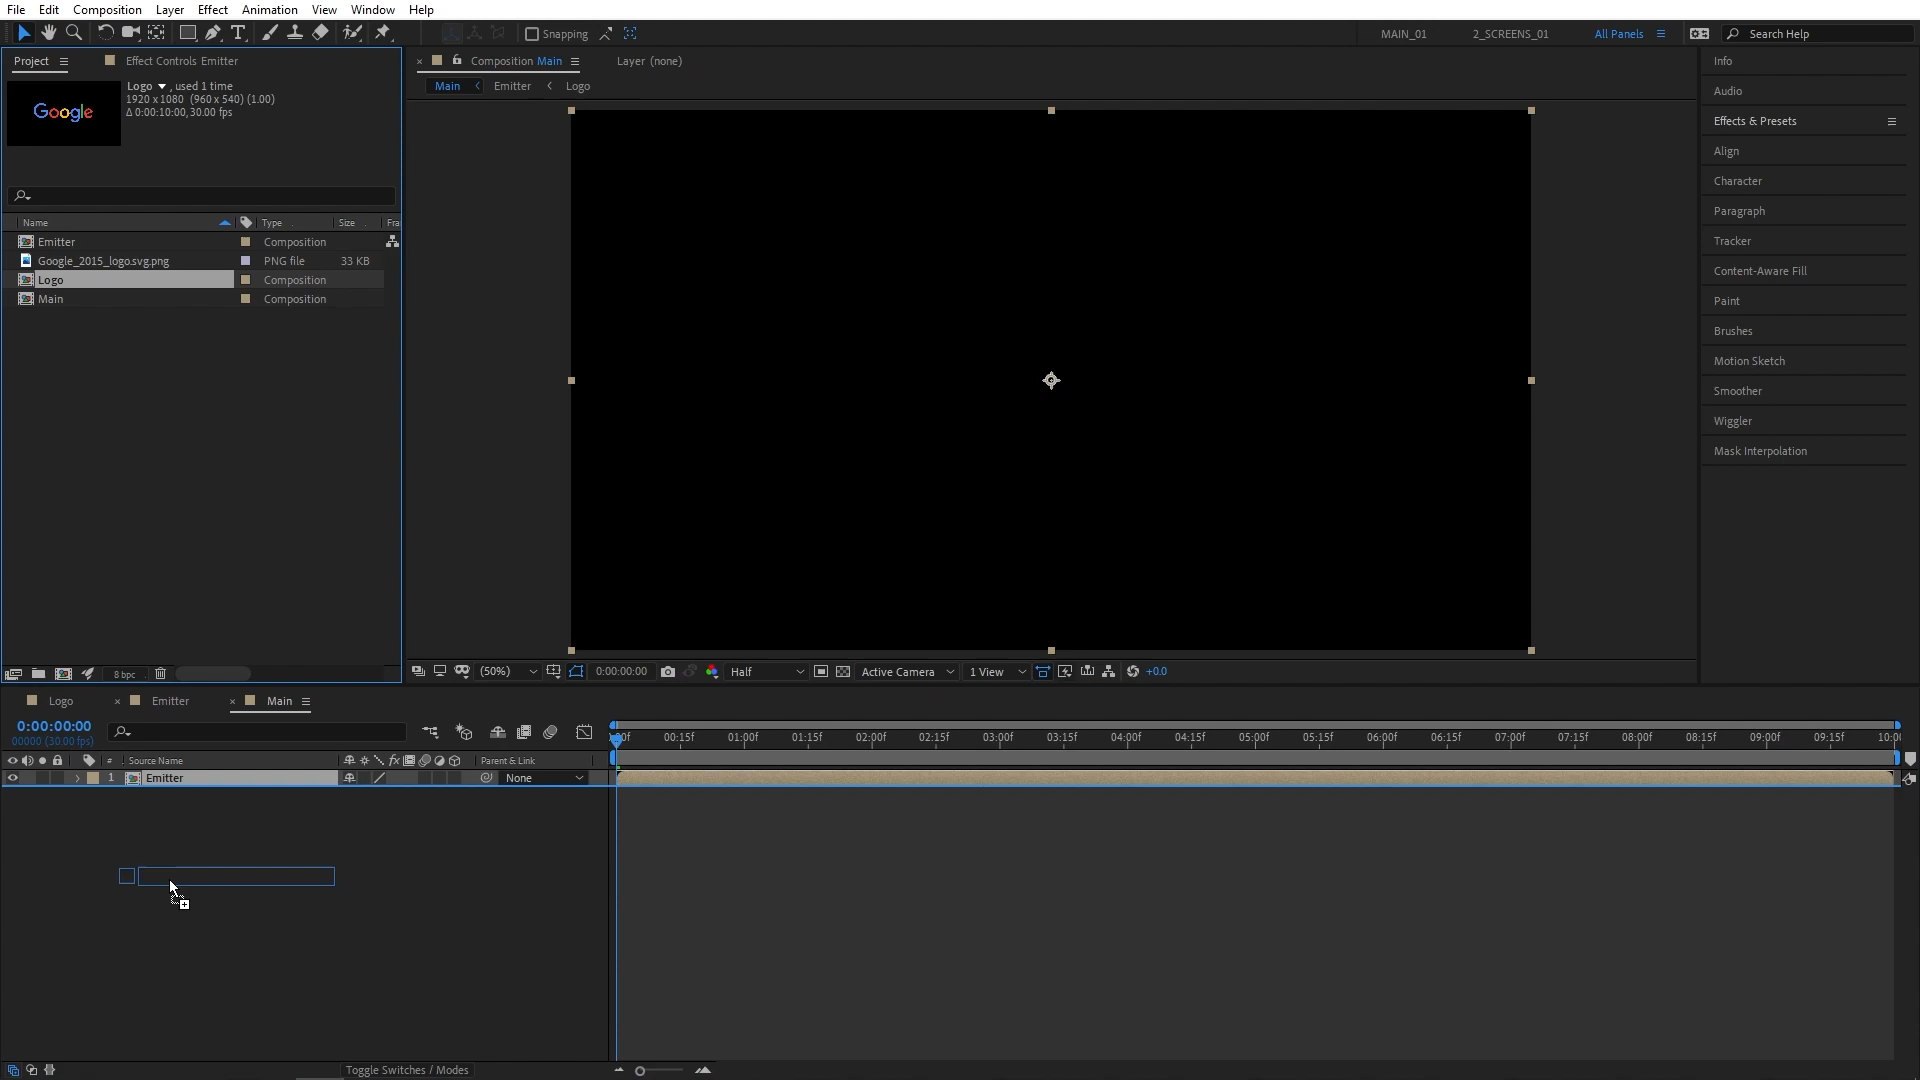 File Edit Composition Layer Effect Animation View Window Help
Snapping MAIN_01 2_SCREENS_01 All Panels Search Help
Project Effect Controls Emitter
Google
Logo , used 1 time
1920 x 1080 (960 x 540) (1.00)
Δ 0:00:10:00, 30.00 fps
Name Type Size Fra
Emitter Composition
Google_2015_logo.svg.png PNG file 33 KB
Logo Composition
Main Composition
8 bpc
Composition Main Layer (none)
Main Emitter Logo
(50%) 0:00:00:00 Half Active Camera 1 View +0.0
Info
Audio
Effects & Presets
Align
Character
Paragraph
Tracker
Content-Aware Fill
Paint
Brushes
Motion Sketch
Smoother
Wiggler
Mask Interpolation
Logo Emitter Main
0:00:00:00
00000 (30.00 fps)
00:15f 01:00f 01:15f 02:00f 02:15f 03:00f 03:15f 04:00f 04:15f 05:00f 05:15f 06:00f 06:15f 07:00f 07:15f 08:00f 08:15f 09:00f 09:15f 10:0
# Source Name fx Parent & Link
1 Emitter None
Toggle Switches / Modes